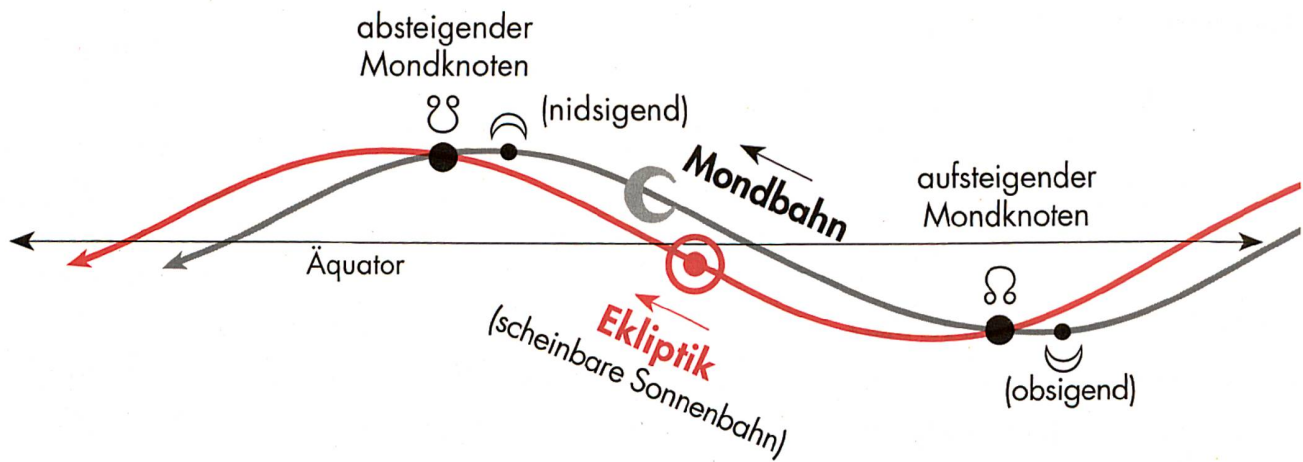 absteigender
Mondknoten
☋
(nidsigend)
Mondbahn
aufsteigender
Mondknoten
Äquator
☊
Ekliptik
(scheinbare Sonnenbahn)
(obsigend)